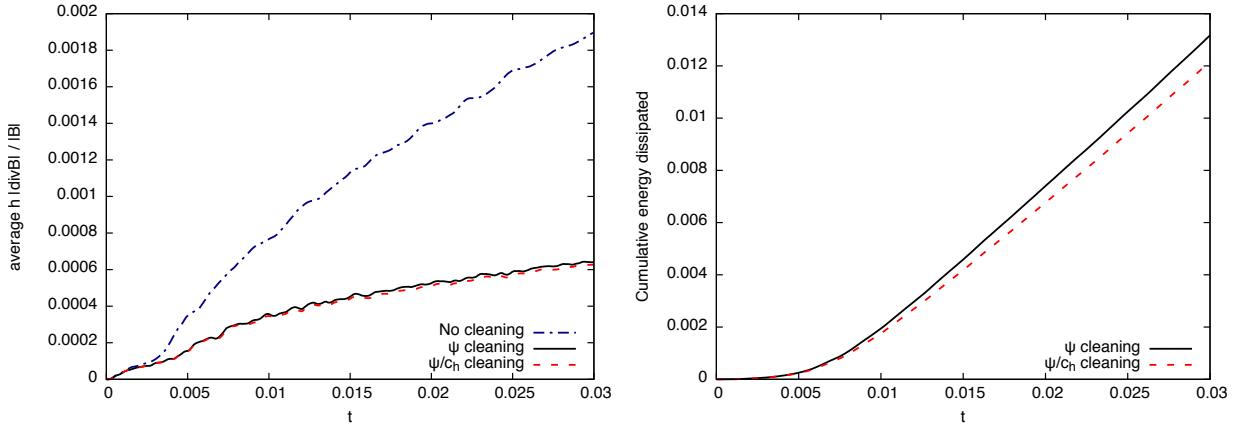 average h |divB| / |B|
0.002
0.0018
0.0016
0.0014
0.0012
0.001
0.0008
0.0006
0.0004
0.0002
0
0 0.005 0.01 0.015 0.02 0.025 0.03
t
No cleaning
ψ cleaning
ψ/ch cleaning
Cumulative energy dissipated
0.014
0.012
0.01
0.008
0.006
0.004
0.002
0
0 0.005 0.01 0.015 0.02 0.025 0.03
t
ψ cleaning
ψ/ch cleaning